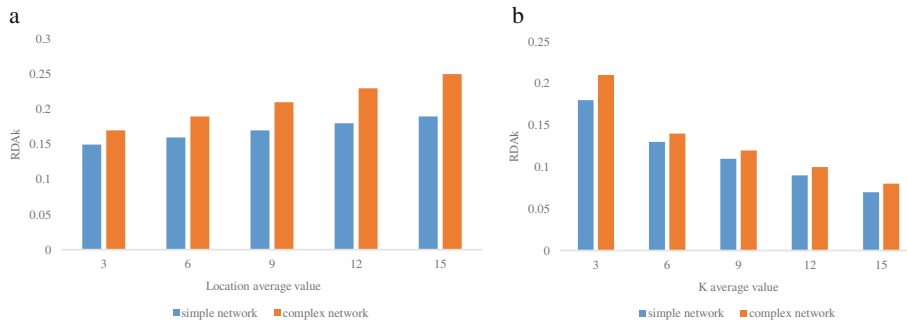 a
RDAk
0.3
0.25
0.2
0.15
0.1
0.05
0
3 6 9 12 15
Location average value
simple network complex network
b
RDAk
0.25
0.2
0.15
0.1
0.05
0
3 6 9 12 15
K average value
simple network complex network